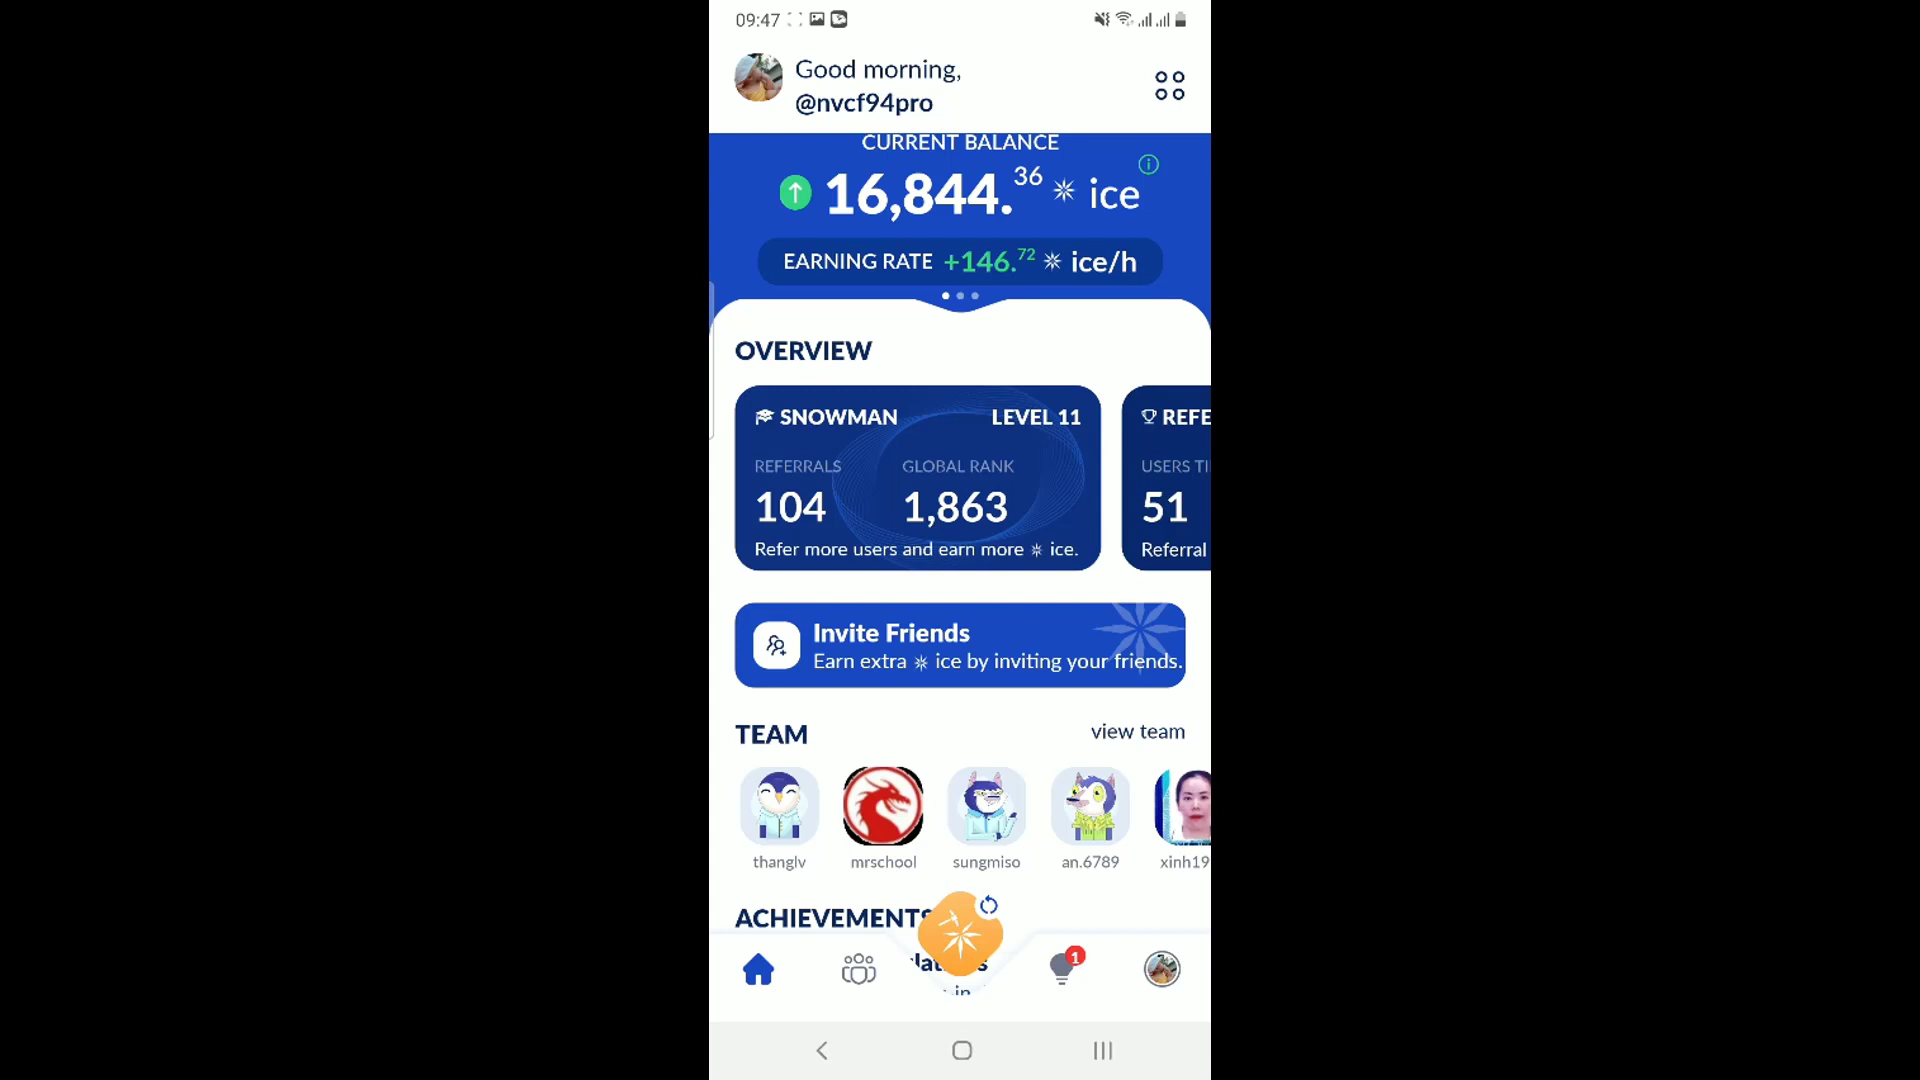 09:47
Good morning,
@nvcf94pro
CURRENT BALANCE
16,844.36 ice
EARNING RATE +146.72 ice/h
OVERVIEW
SNOWMAN LEVEL 11
REFERRALS GLOBAL RANK
104 1,863
Refer more users and earn more ice.
REFE
USERS TI
51
Referral
Invite Friends
Earn extra ice by inviting your friends.
TEAM view team
thanglv mrschool sungmiso an.6789 xinh19
ACHIEVEMENTS
1
in